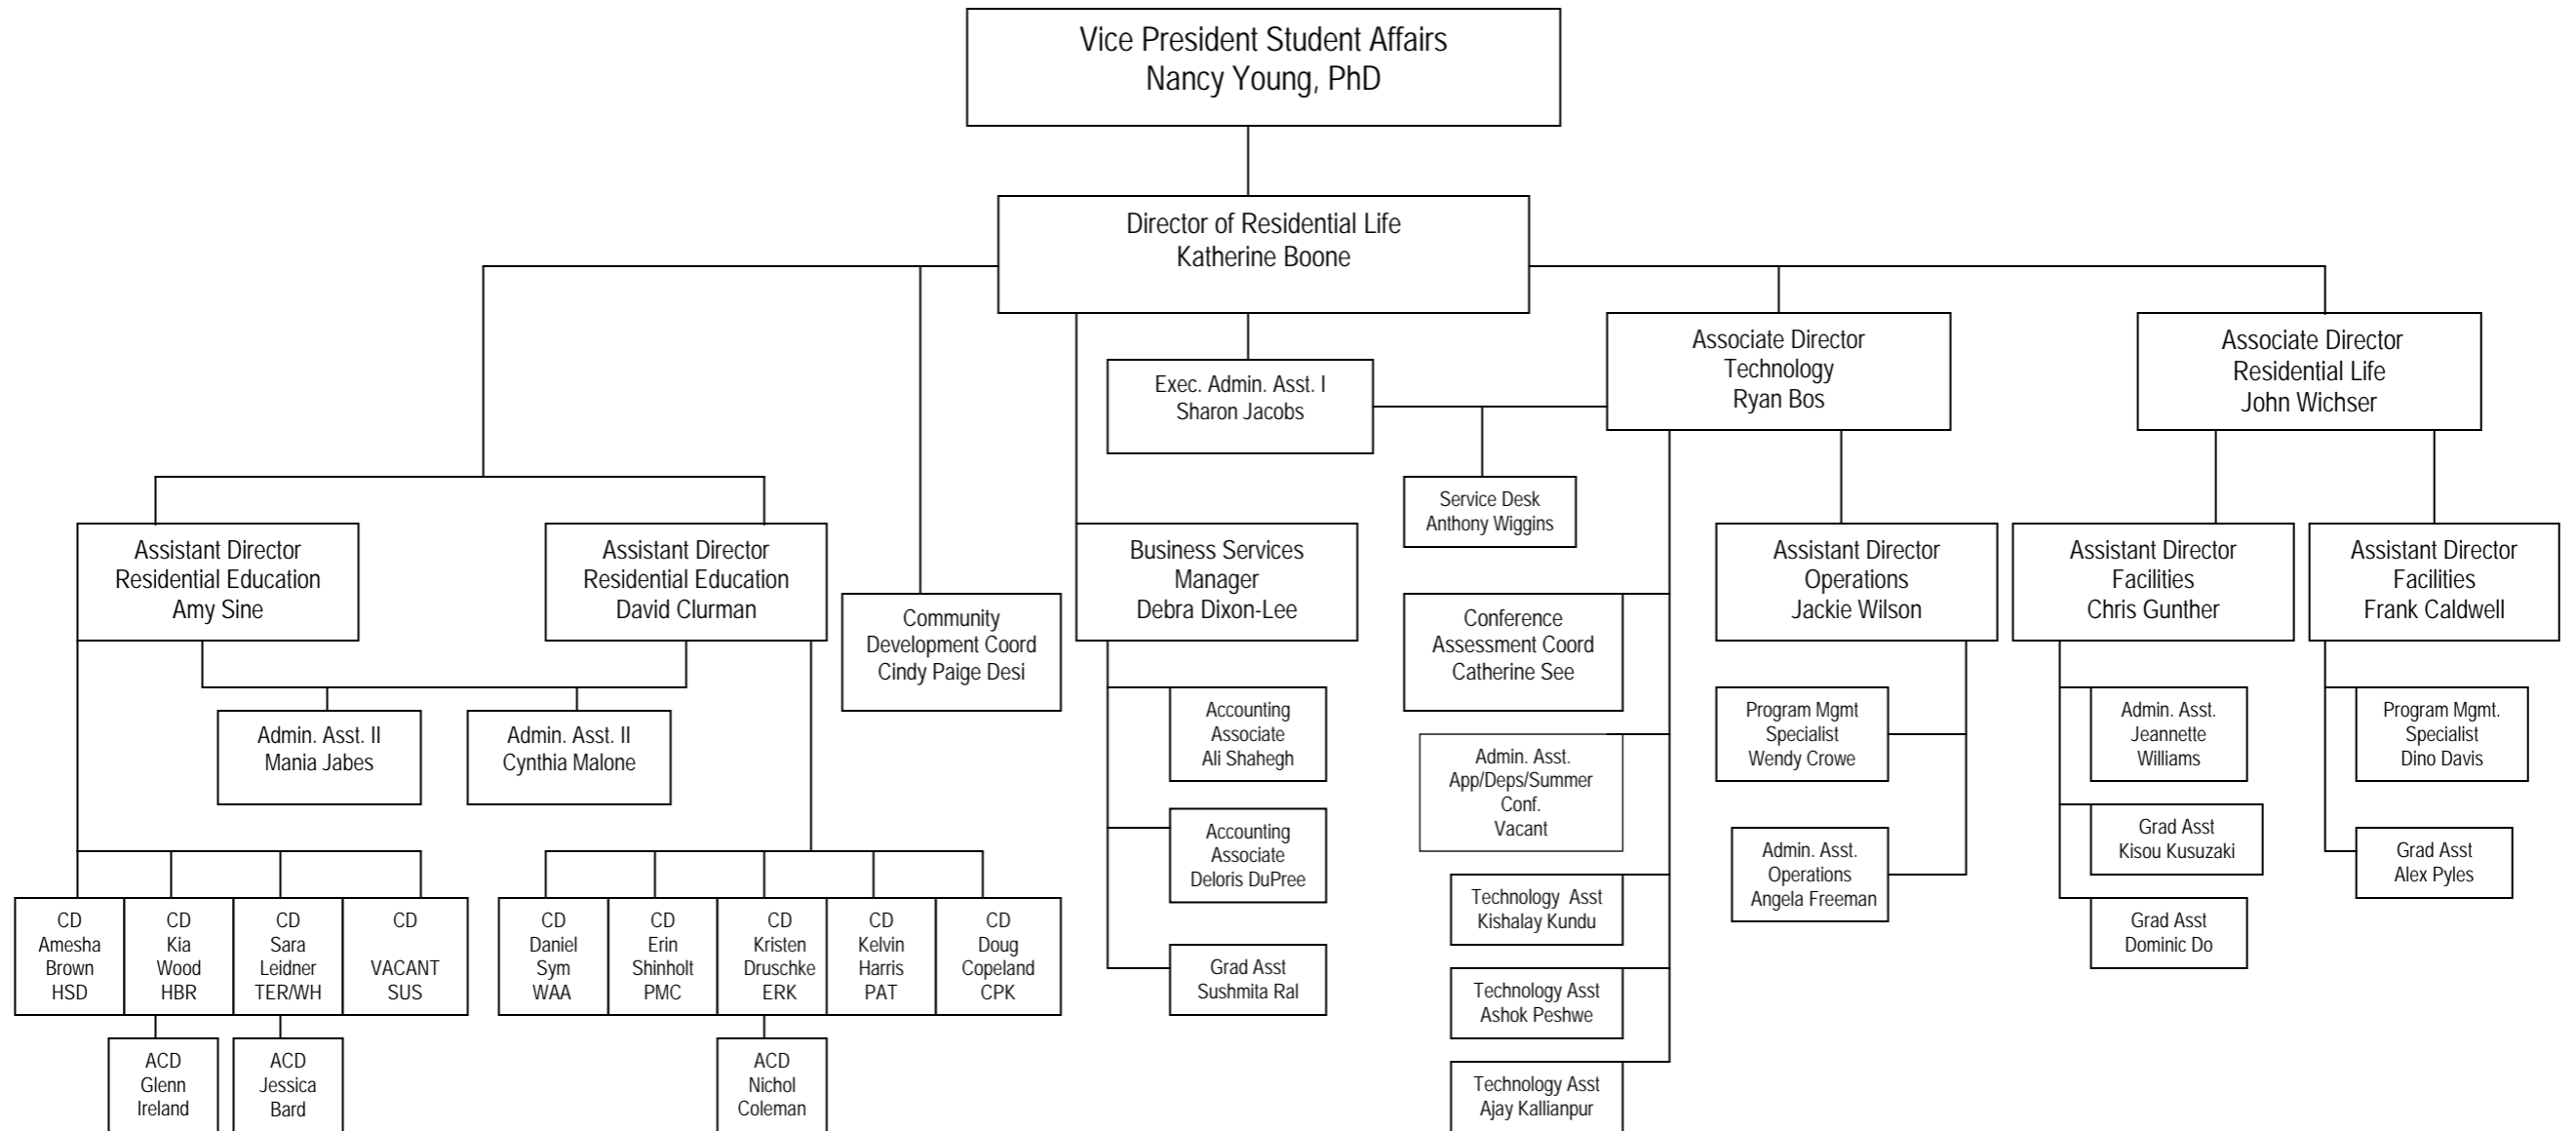 Vice President Student Affairs
Nancy Young, PhD
Director of Residential Life
Katherine Boone
Exec. Admin. Asst. I
Sharon Jacobs
Associate Director
Technology
Ryan Bos
Associate Director
Residential Life
John Wichser
Service Desk
Anthony Wiggins
Assistant Director
Residential Education
Amy Sine
Assistant Director
Residential Education
David Clurman
Community
Development Coord
Cindy Paige Desi
Business Services
Manager
Debra Dixon-Lee
Conference
Assessment Coord
Catherine See
Assistant Director
Operations
Jackie Wilson
Assistant Director
Facilities
Chris Gunther
Assistant Director
Facilities
Frank Caldwell
Admin. Asst. II
Mania Jabes
Admin. Asst. II
Cynthia Malone
Accounting
Associate
Ali Shahegh
Accounting
Associate
Deloris DuPree
Grad Asst
Sushmita Ral
Admin. Asst.
App/Deps/Summer
Conf.
Vacant
Technology Asst
Kishalay Kundu
Technology Asst
Ashok Peshwe
Technology Asst
Ajay Kallianpur
Program Mgmt
Specialist
Wendy Crowe
Admin. Asst.
Operations
Angela Freeman
Admin. Asst.
Jeannette
Williams
Grad Asst
Kisou Kusuzaki
Grad Asst
Dominic Do
Program Mgmt.
Specialist
Dino Davis
Grad Asst
Alex Pyles
CD
Amesha
Brown
HSD
CD
Kia
Wood
HBR
CD
Sara
Leidner
TER/WH
CD
VACANT
SUS
CD
Daniel
Sym
WAA
CD
Erin
Shinholt
PMC
CD
Kristen
Druschke
ERK
CD
Kelvin
Harris
PAT
CD
Doug
Copeland
CPK
ACD
Glenn
Ireland
ACD
Jessica
Bard
ACD
Nichol
Coleman